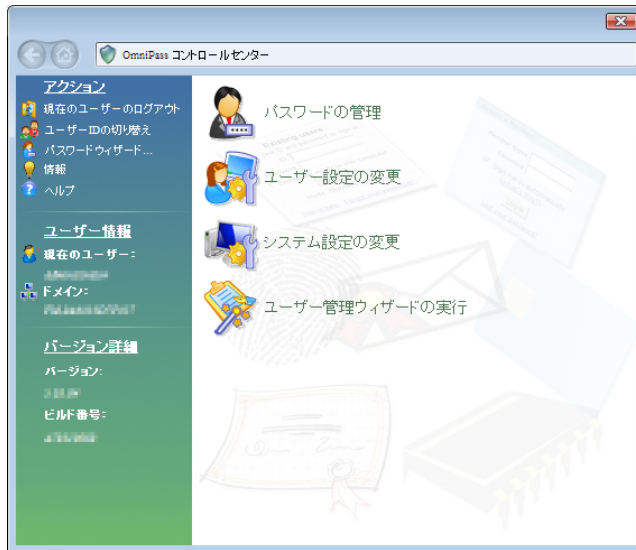 OmniPass コントロールセンター
アクション
現在のユーザーのログアウト
ユーザーIDの切り替え
パスワードウィザード...
情報
ヘルプ
ユーザー情報
現在のユーザー:
ドメイン:
バージョン詳細
バージョン:
ビルド番号:
パスワードの管理
ユーザー設定の変更
システム設定の変更
ユーザー管理ウィザードの実行